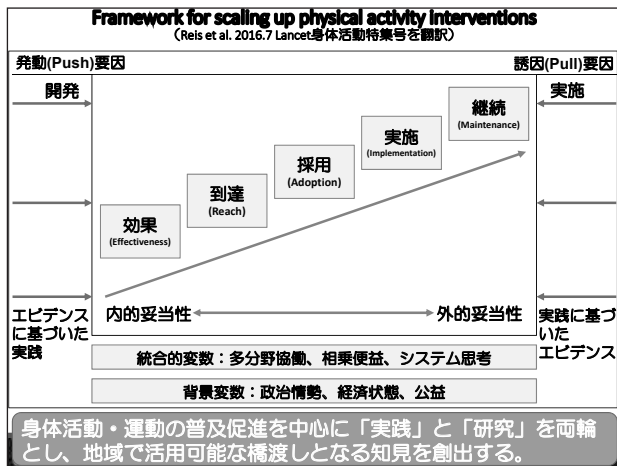 Framework for scaling up physical activity interventions
（Reis et al. 2016.7 Lancet身体活動特集号を翻訳）
発動(Push)要因
誘因(Pull)要因
開発
実施
継続
(Maintenance)
実施
(Implementation)
採用
(Adoption)
到達
(Reach)
効果
(Effectiveness)
内的妥当性
外的妥当性
エビデンス
に基づいた
実践
実践に基づ
いた
エビデンス
統合的変数：多分野協働、相乗便益、システム思考
背景変数：政治情勢、経済状態、公益
身体活動・運動の普及促進を中心に「実践」と「研究」を両輪
とし、地域で活用可能な橋渡しとなる知見を創出する。